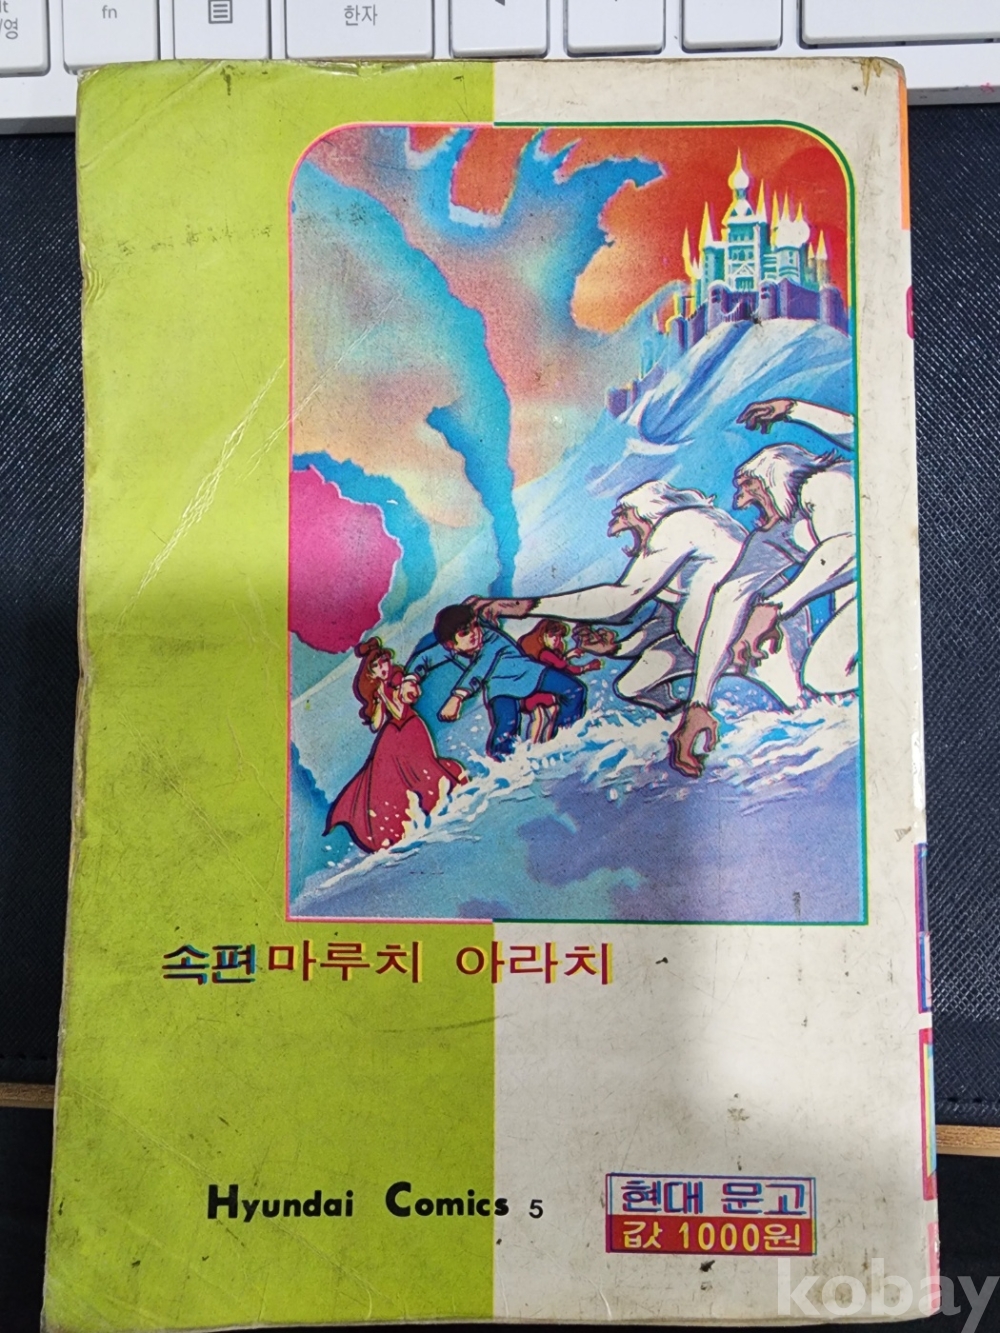 fn
한자
/영
속편 마루치 아라치
Hyundai Comics 5
현대 문고
값 1000원
kobay